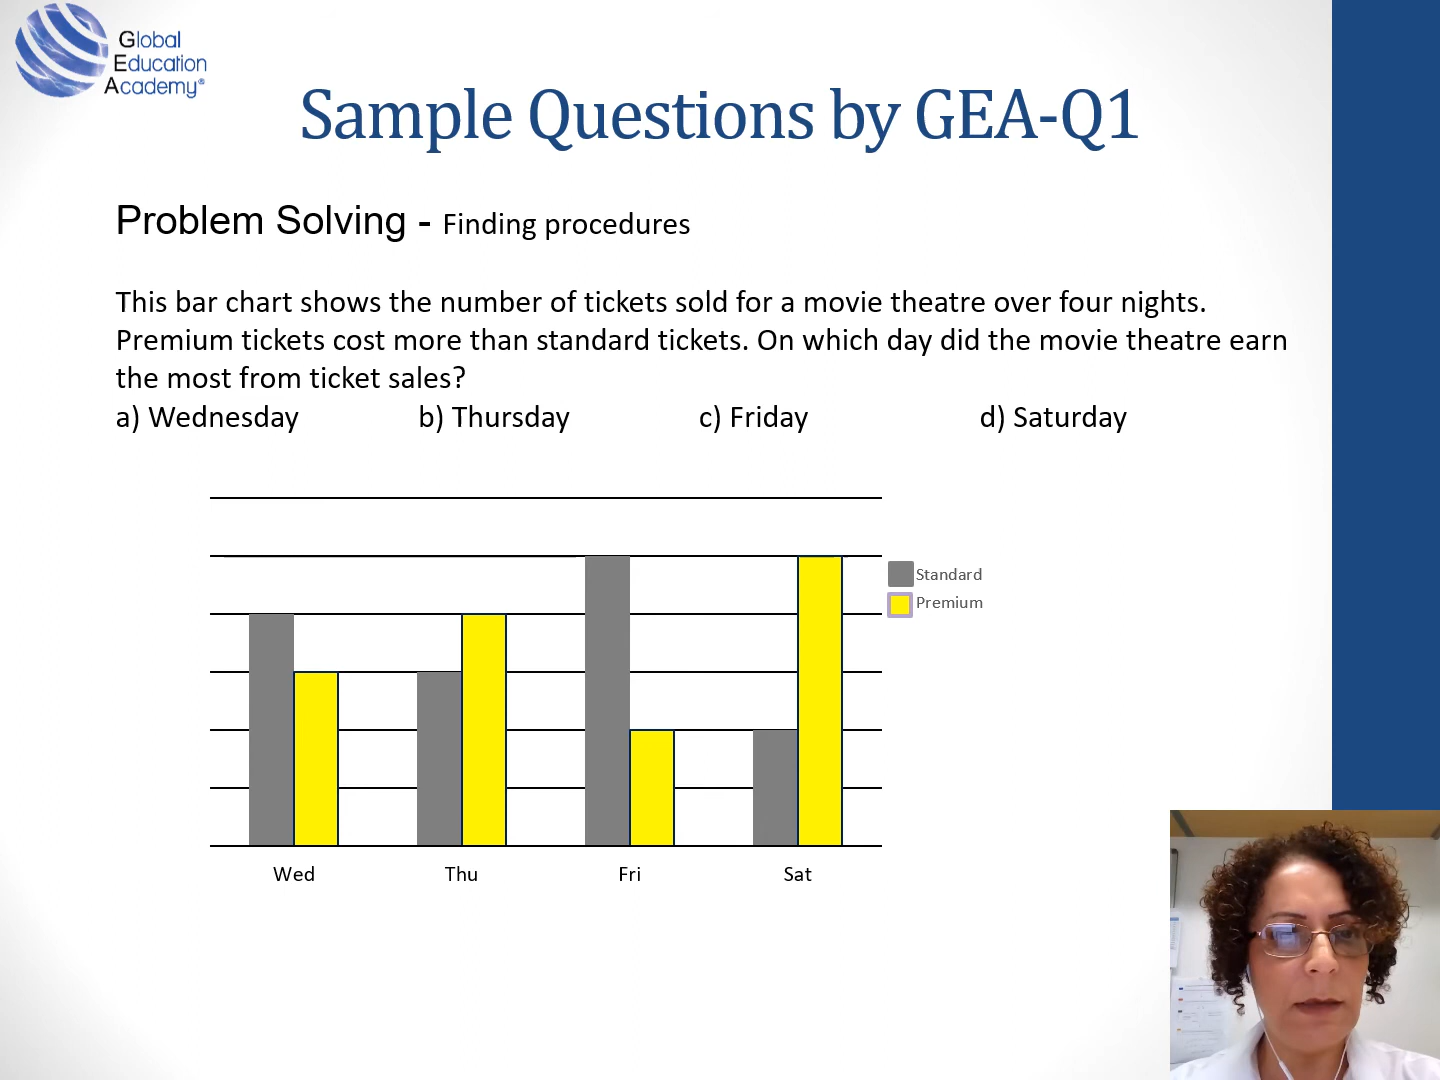 Global
Education
Academy®
Sample Questions by GEA-Q1
Problem Solving - Finding procedures
This bar chart shows the number of tickets sold for a movie theatre over four nights.
Premium tickets cost more than standard tickets. On which day did the movie theatre earn
the most from ticket sales?
a) Wednesday b) Thursday c) Friday d) Saturday
Standard
Premium
Wed Thu Fri Sat